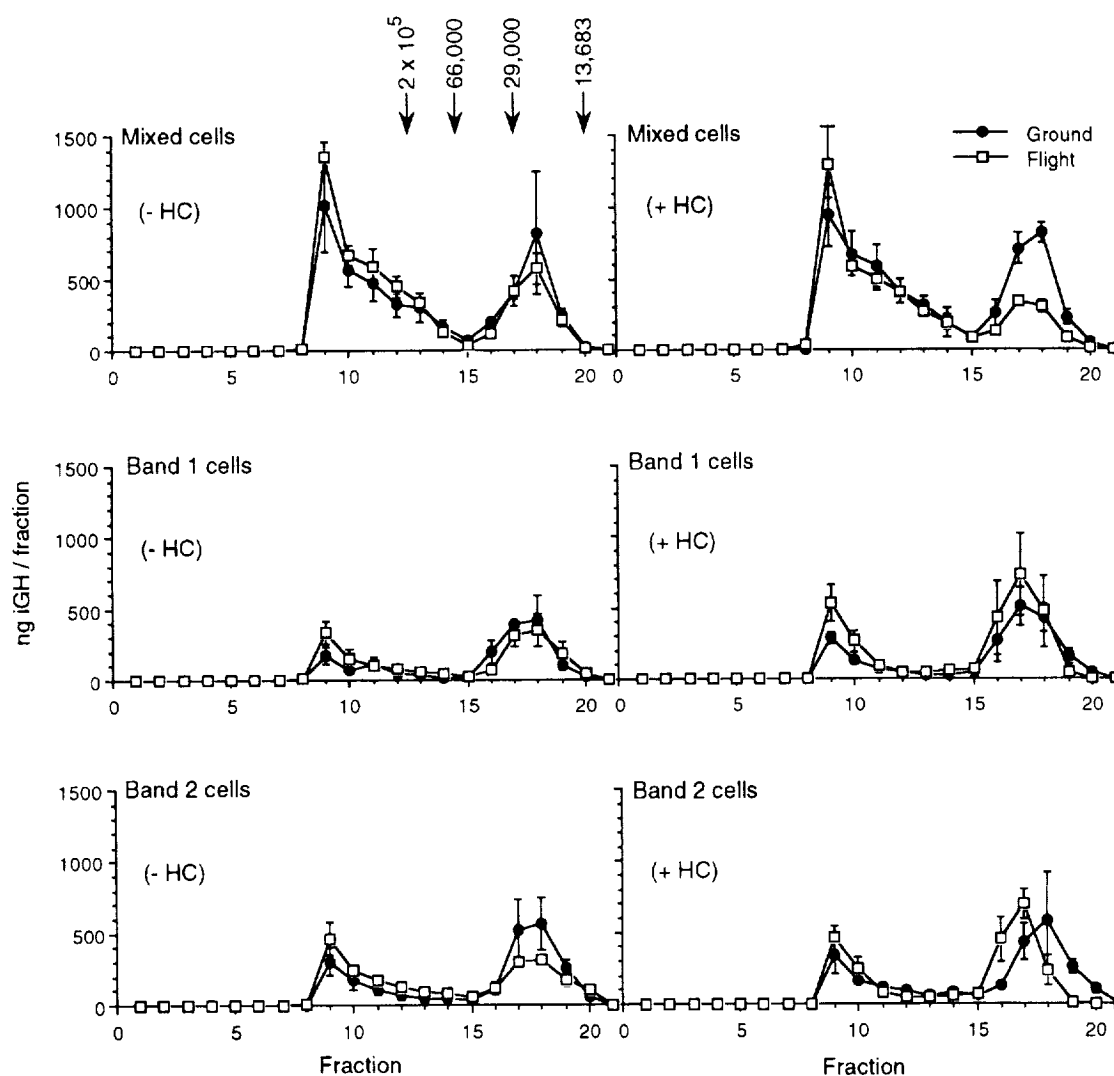 2 x 10⁵
66,000
29,000
13,683
Mixed cells
(- HC)
1500
1000
500
0
0 5 10 15 20
Mixed cells
(+ HC)
Ground
Flight
0 5 10 15 20
ng iGH / fraction
Band 1 cells
(- HC)
1500
1000
500
0
0 5 10 15 20
Band 1 cells
(+ HC)
0 5 10 15 20
Band 2 cells
(- HC)
1500
1000
500
0
0 5 10 15 20
Fraction
Band 2 cells
(+ HC)
0 5 10 15 20
Fraction